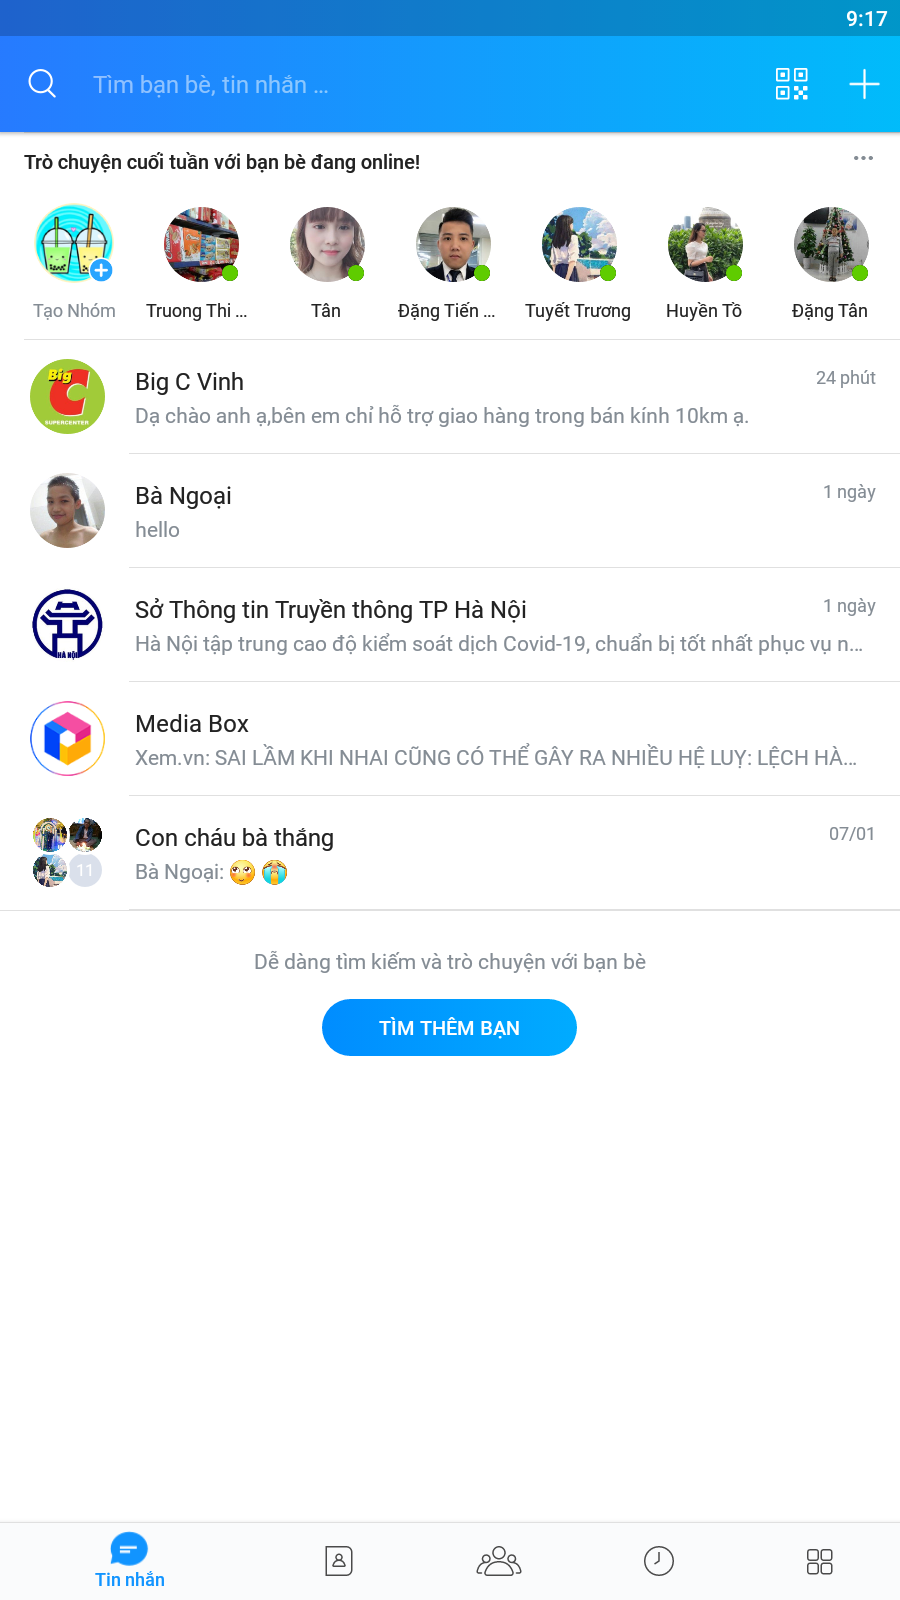 9:17
Tìm bạn bè, tin nhắn ...
Trò chuyện cuối tuần với bạn bè đang online!
Tạo Nhóm
Truong Thi ...
Tân
Đặng Tiến ...
Tuyết Trương
Huyền Tồ
Đặng Tân
Big C SUPERCENTER
Big C Vinh
24 phút
Dạ chào anh ạ,bên em chỉ hỗ trợ giao hàng trong bán kính 10km ạ.
Bà Ngoại
1 ngày
hello
HÀ NỘI
Sở Thông tin Truyền thông TP Hà Nội
1 ngày
Hà Nội tập trung cao độ kiểm soát dịch Covid-19, chuẩn bị tốt nhất phục vụ n...
Media Box
Xem.vn: SAI LẦM KHI NHAI CŨNG CÓ THỂ GÂY RA NHIỀU HỆ LUỴ: LỆCH HÀ...
11
Con cháu bà thắng
07/01
Bà Ngoại: 🙄 😭
Dễ dàng tìm kiếm và trò chuyện với bạn bè
TÌM THÊM BẠN
Tin nhắn